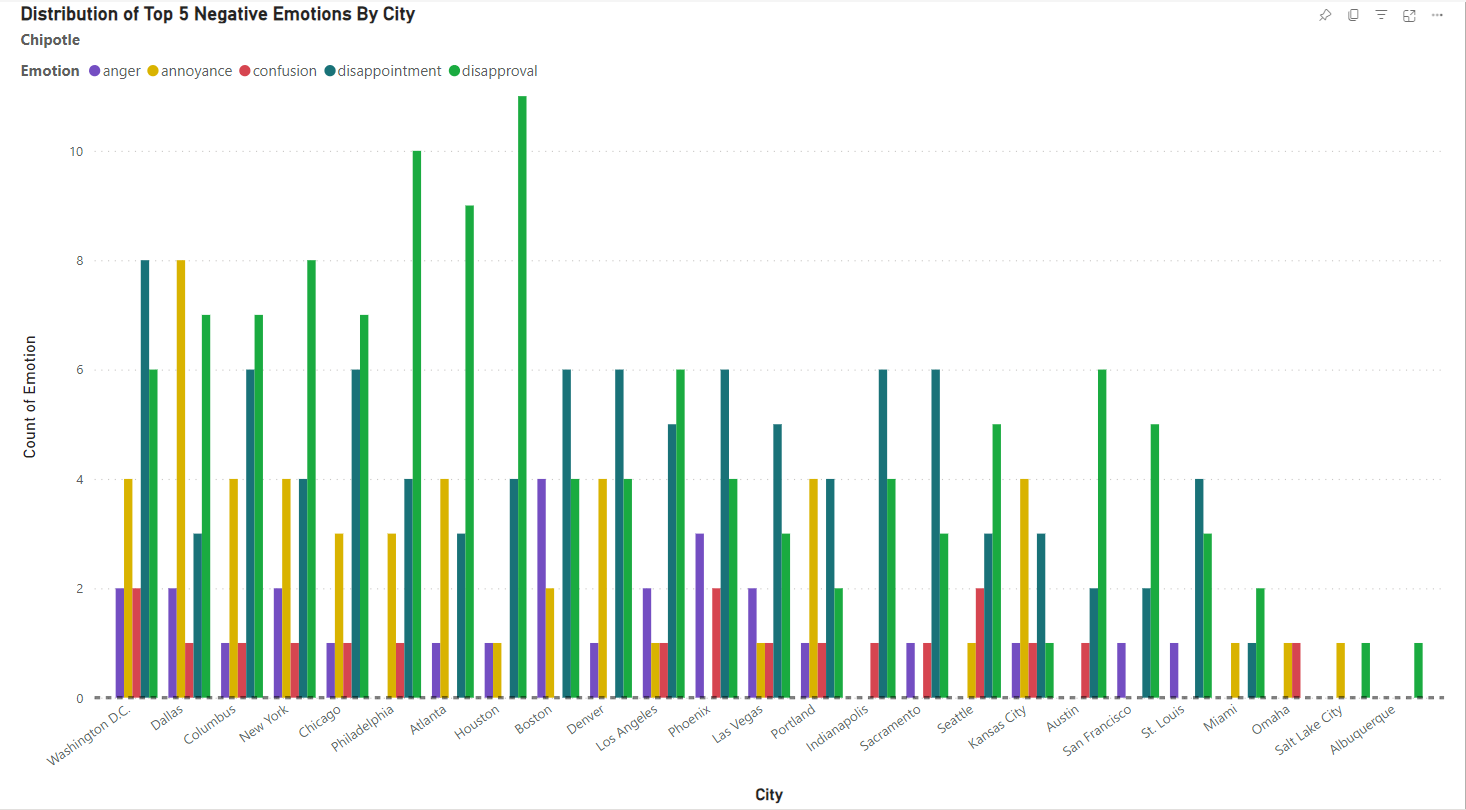 Distribution of Top 5 Negative Emotions By City
Chipotle
Emotion anger annoyance confusion disappointment disapproval
Count of Emotion
10
8
6
4
2
0
Washington D.C. Dallas Columbus New York Chicago Philadelphia Atlanta Houston Boston Denver Los Angeles Phoenix Las Vegas Portland Indianapolis Sacramento Seattle Kansas City Austin San Francisco St. Louis Miami Omaha Salt Lake City Albuquerque
City